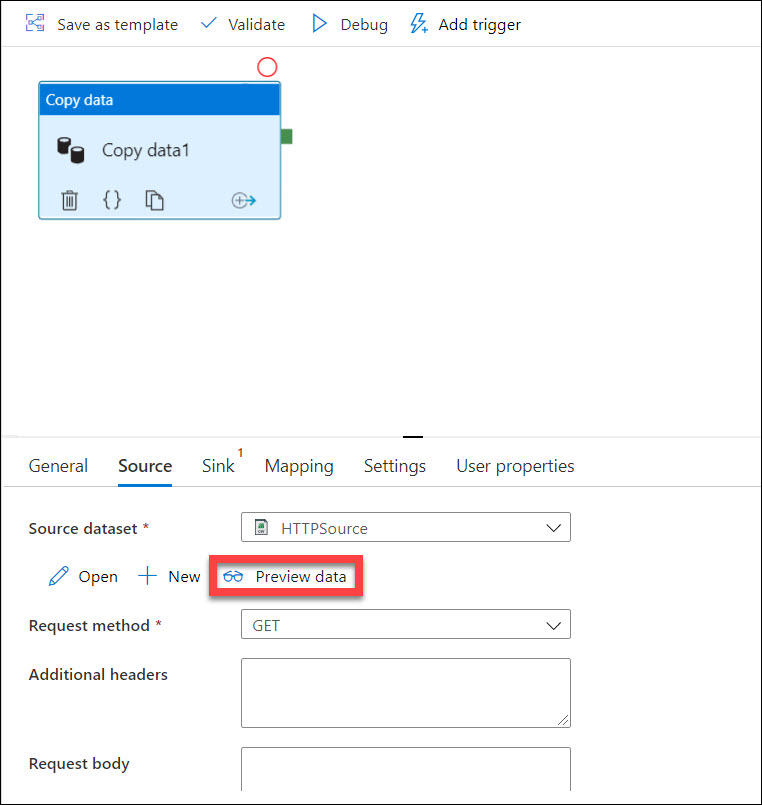 Save as template Validate Debug Add trigger
Copy data
Copy data1
General Source Sink 1 Mapping Settings User properties
Source dataset * HTTPSource
Open New Preview data
Request method * GET
Additional headers
Request body